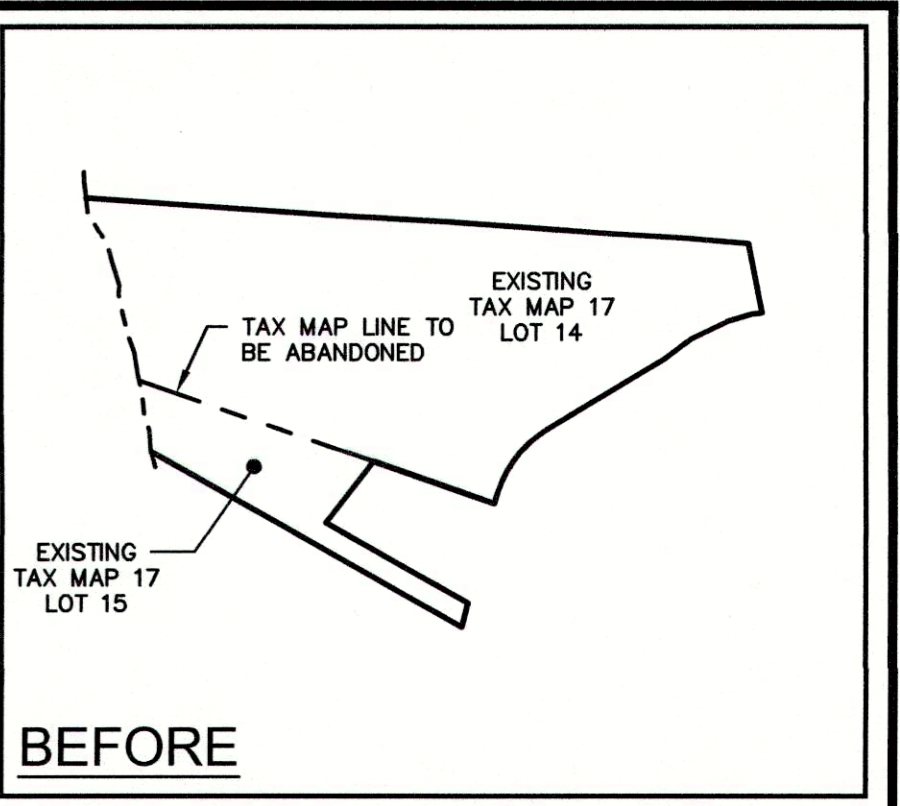 EXISTING
TAX MAP 17
LOT 14
TAX MAP LINE TO
BE ABANDONED
EXISTING
TAX MAP 17
LOT 15
BEFORE